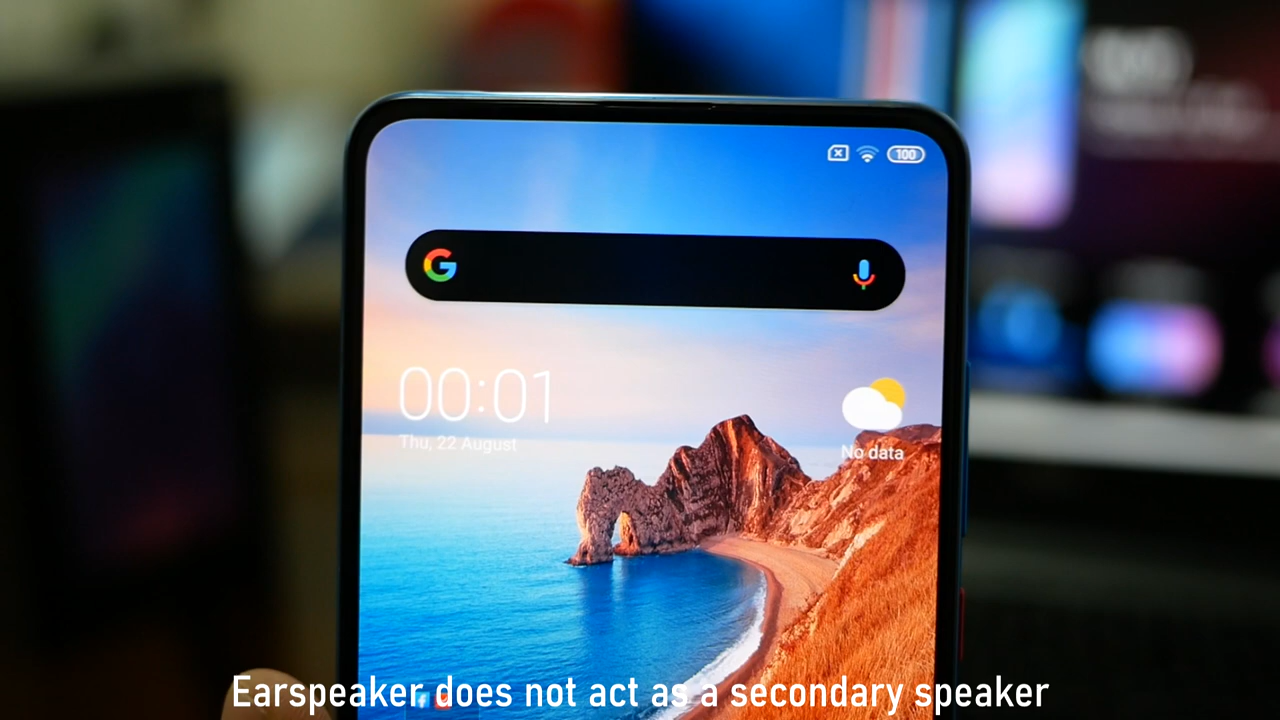 100
G
00:01
Thu, 22 August
No data
Earspeaker does not act as a secondary speaker